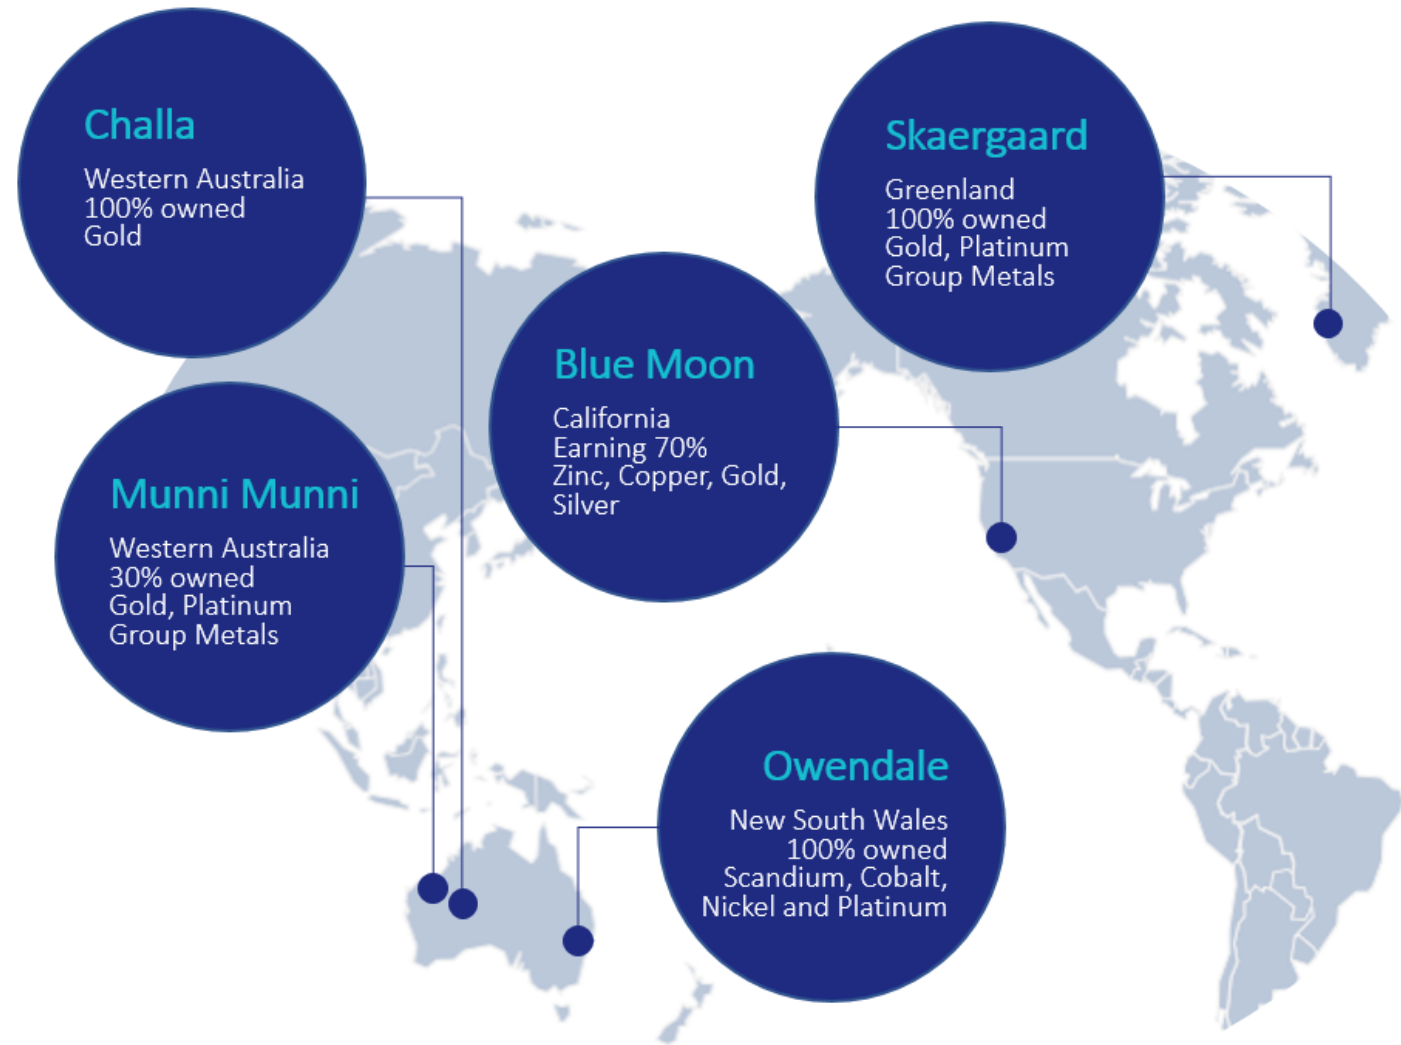 Challa
Western Australia
100% owned
Gold
Skaergaard
Greenland
100% owned
Gold, Platinum
Group Metals
Blue Moon
California
Earning 70%
Zinc, Copper, Gold,
Silver
Munni Munni
Western Australia
30% owned
Gold, Platinum
Group Metals
Owendale
New South Wales
100% owned
Scandium, Cobalt,
Nickel and Platinum